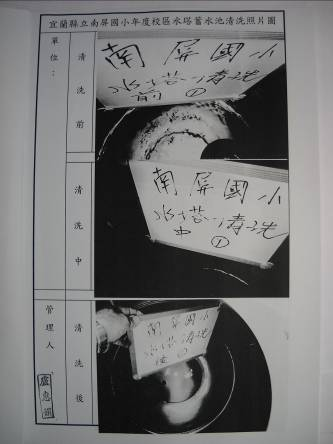 宜蘭縣立南屏國小年度校區水塔蓄水池清洗照片圖
單位：
清洗前
南屏國小
水塔清洗
前①
清洗中
南屏國小
水塔清洗
中①
管理人
清洗後
南屏國小
水塔清洗
後①